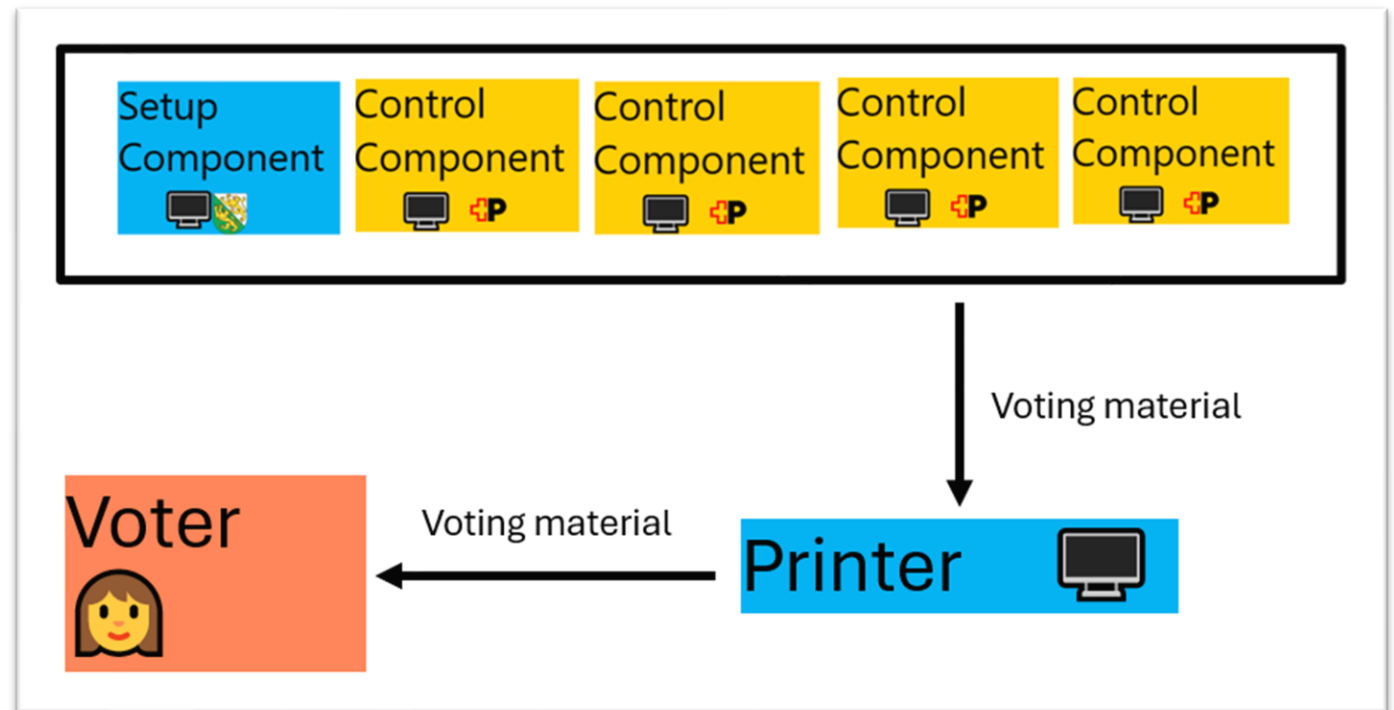 Setup
Component
Control
Component
P
Control
Component
P
Control
Component
P
Control
Component
P
Voting material
Voter
Voting material
Printer